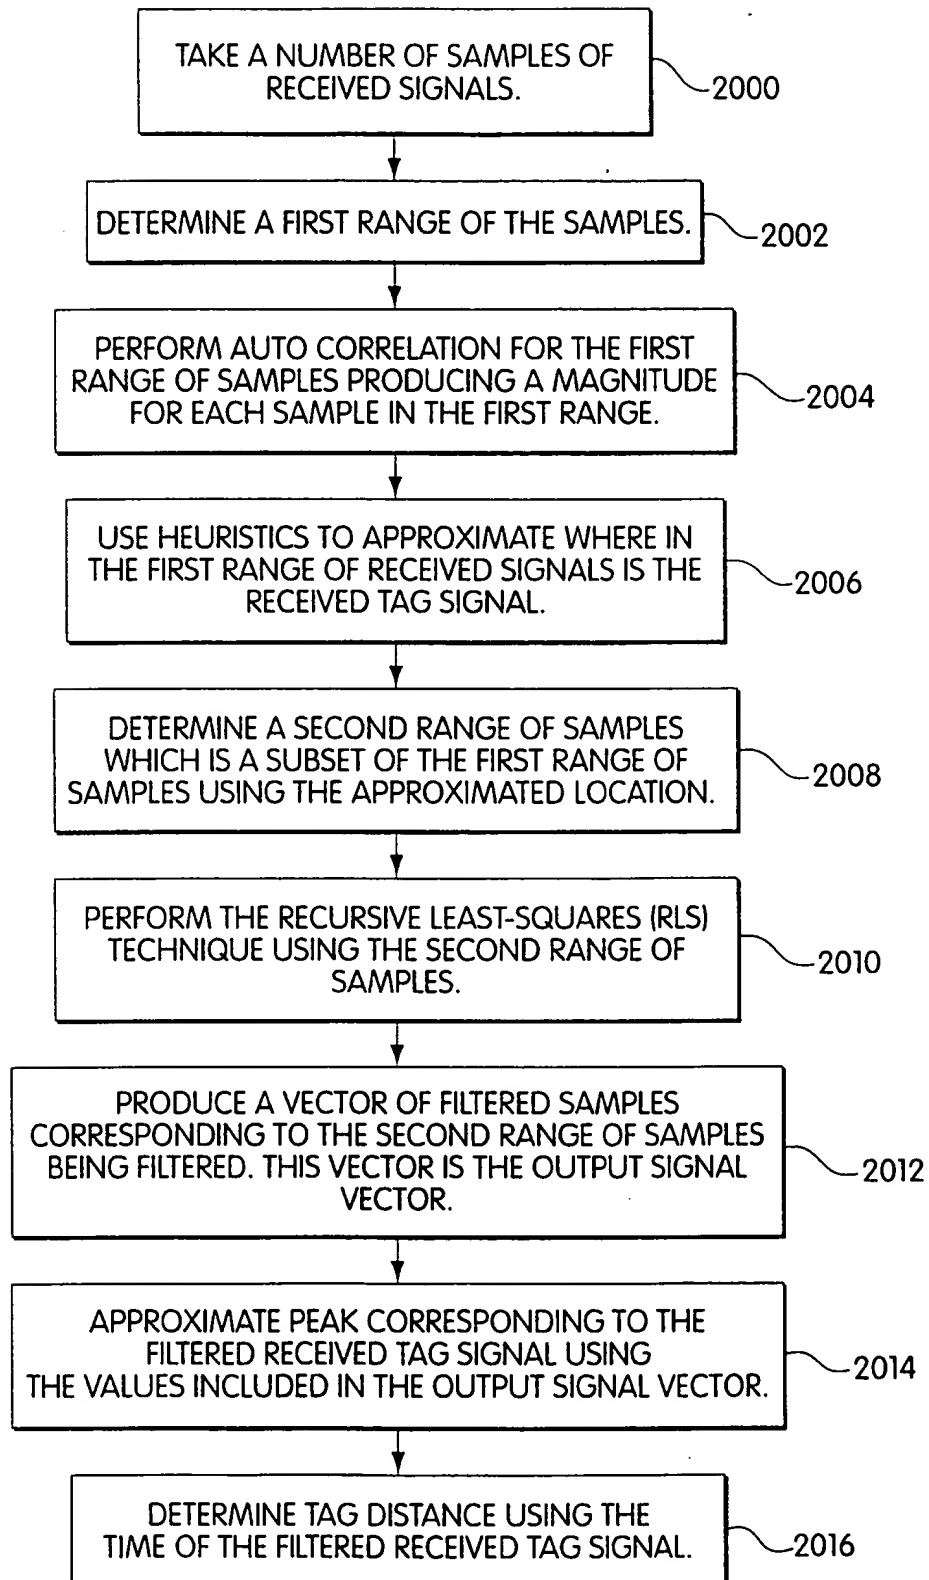 TAKE A NUMBER OF SAMPLES OF
RECEIVED SIGNALS.
2000
DETERMINE A FIRST RANGE OF THE SAMPLES.
2002
PERFORM AUTO CORRELATION FOR THE FIRST
RANGE OF SAMPLES PRODUCING A MAGNITUDE
FOR EACH SAMPLE IN THE FIRST RANGE.
2004
USE HEURISTICS TO APPROXIMATE WHERE IN
THE FIRST RANGE OF RECEIVED SIGNALS IS THE
RECEIVED TAG SIGNAL.
2006
DETERMINE A SECOND RANGE OF SAMPLES
WHICH IS A SUBSET OF THE FIRST RANGE OF
SAMPLES USING THE APPROXIMATED LOCATION.
2008
PERFORM THE RECURSIVE LEAST-SQUARES (RLS)
TECHNIQUE USING THE SECOND RANGE OF
SAMPLES.
2010
PRODUCE A VECTOR OF FILTERED SAMPLES
CORRESPONDING TO THE SECOND RANGE OF SAMPLES
BEING FILTERED. THIS VECTOR IS THE OUTPUT SIGNAL
VECTOR.
2012
APPROXIMATE PEAK CORRESPONDING TO THE
FILTERED RECEIVED TAG SIGNAL USING
THE VALUES INCLUDED IN THE OUTPUT SIGNAL VECTOR.
2014
DETERMINE TAG DISTANCE USING THE
TIME OF THE FILTERED RECEIVED TAG SIGNAL.
2016